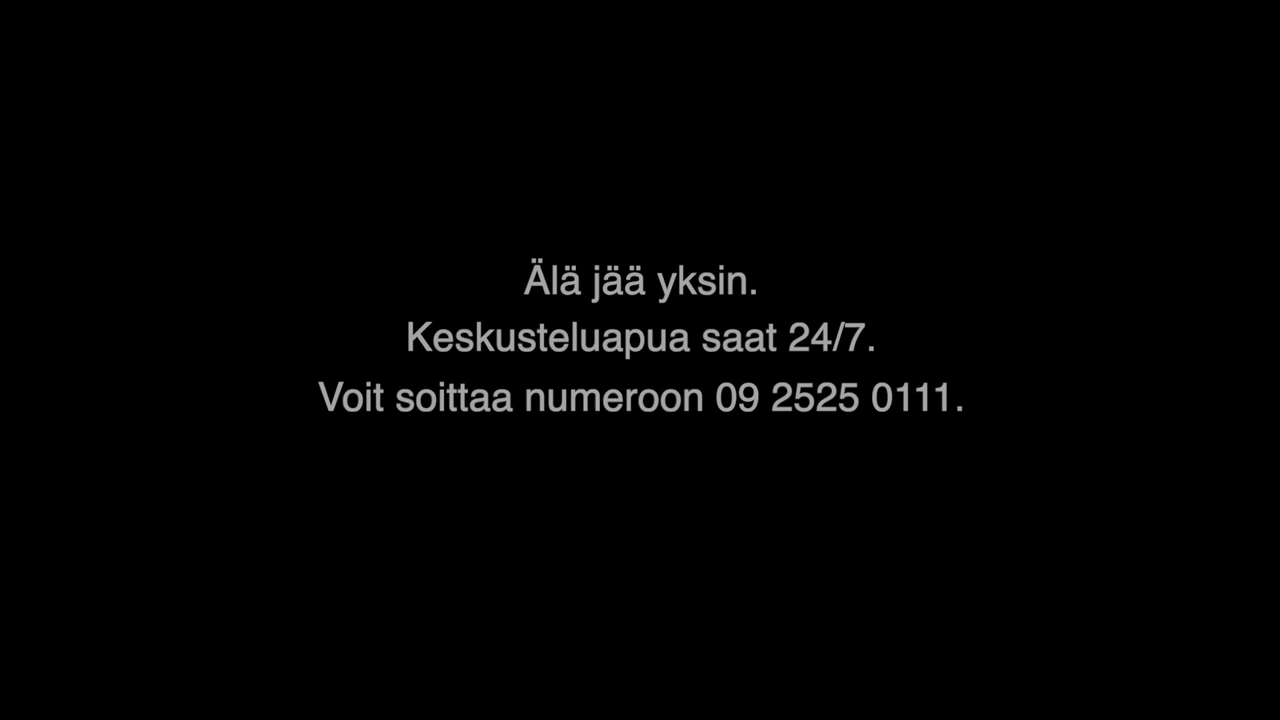 Älä jää yksin.
Keskusteluapua saat 24/7.
Voit soittaa numeroon 09 2525 0111.